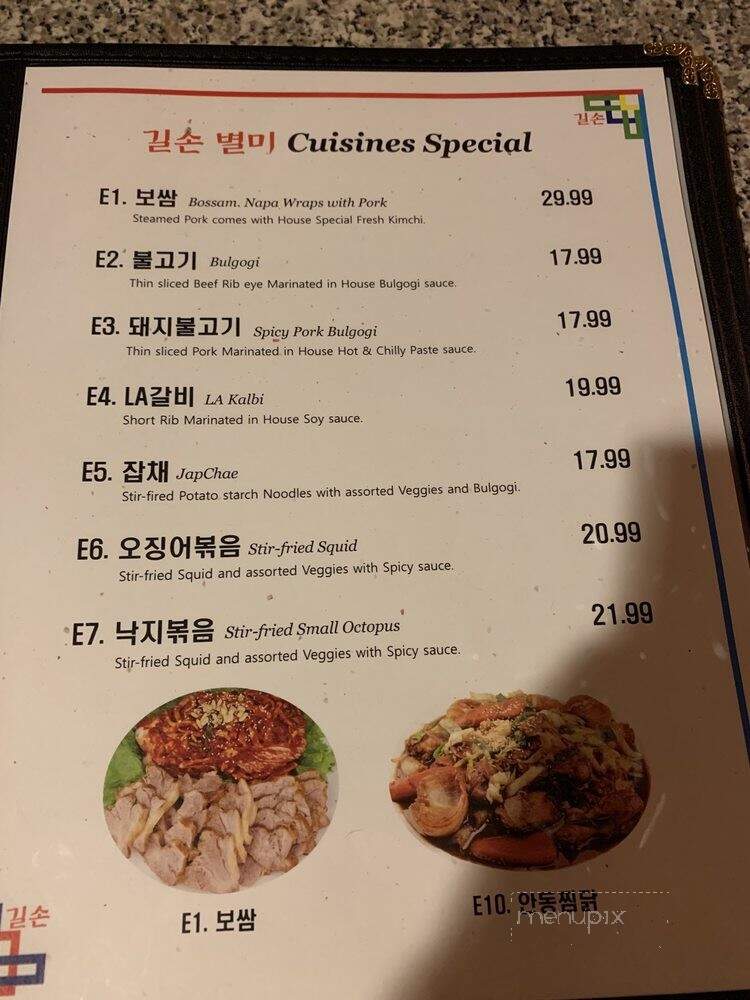 길손
길손 별미 Cuisines Special
E1. 보쌈 Bossam. Napa Wraps with Pork 29.99
Steamed Pork comes with House Special Fresh Kimchi.
E2. 불고기 Bulgogi 17.99
Thin sliced Beef Rib eye Marinated in House Bulgogi sauce.
E3. 돼지불고기 Spicy Pork Bulgogi 17.99
Thin sliced Pork Marinated in House Hot & Chilly Paste sauce.
E4. LA갈비 LA Kalbi 19.99
Short Rib Marinated in House Soy sauce.
E5. 잡채 JapChae 17.99
Stir-fired Potato starch Noodles with assorted Veggies and Bulgogi.
E6. 오징어볶음 Stir-fried Squid 20.99
Stir-fried Squid and assorted Veggies with Spicy sauce.
E7. 낙지볶음 Stir-fried Small Octopus 21.99
Stir-fried Squid and assorted Veggies with Spicy sauce.
E1. 보쌈
E10. 안동찜닭
menupix
길손